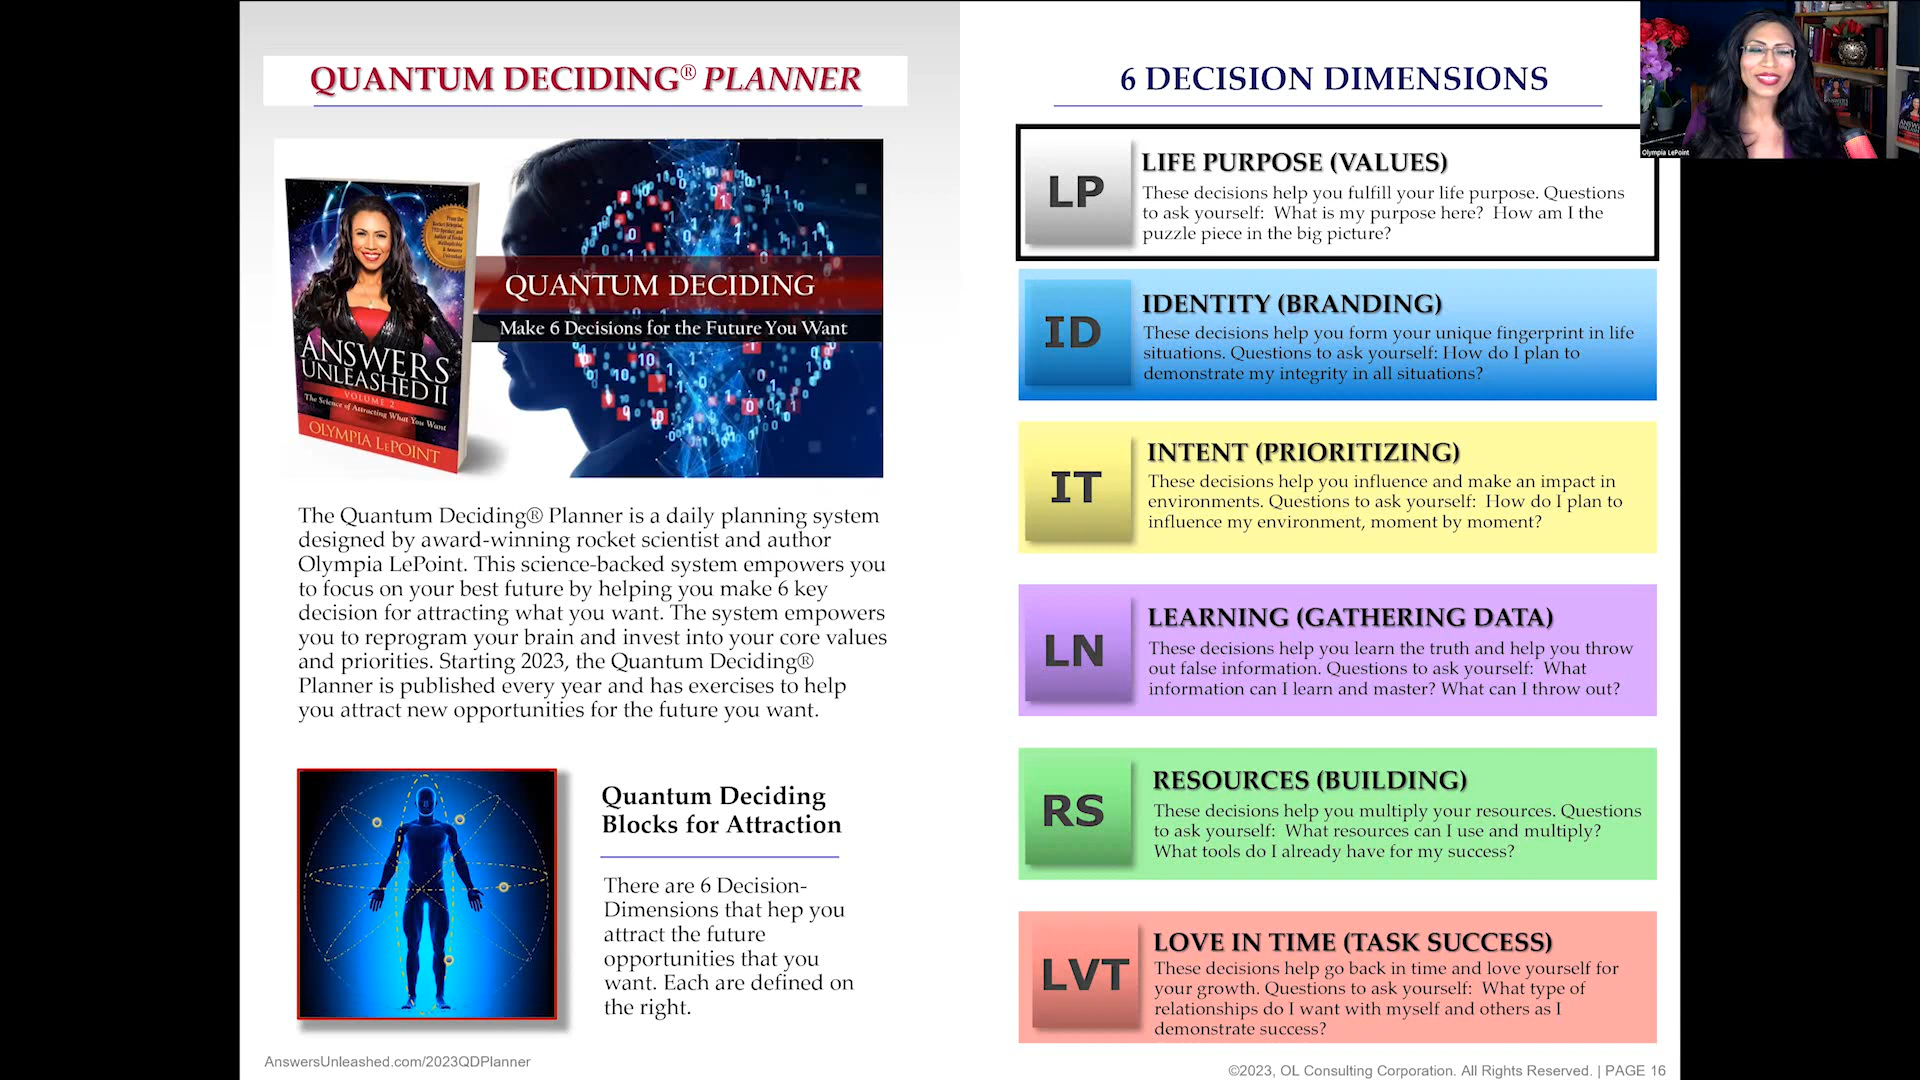 QUANTUM DECIDING® PLANNER
From the
ANSWERS
UNLEASHED II
VOLUME 2
The Science of Attracting What You Want
OLYMPIA LEPOINT
QUANTUM DECIDING
Make 6 Decisions for the Future You Want
The Quantum Deciding® Planner is a daily planning system
designed by award-winning rocket scientist and author
Olympia LePoint. This science-backed system empowers you
to focus on your best future by helping you make 6 key
decision for attracting what you want. The system empowers
you to reprogram your brain and invest into your core values
and priorities. Starting 2023, the Quantum Deciding®
Planner is published every year and has exercises to help
you attract new opportunities for the future you want.
Quantum Deciding
Blocks for Attraction
There are 6 Decision-
Dimensions that hep you
attract the future
opportunities that you
want. Each are defined on
the right.
AnswersUnleashed.com/2023QDPlanner
6 DECISION DIMENSIONS
LP
LIFE PURPOSE (VALUES)
These decisions help you fulfill your life purpose. Questions
to ask yourself: What is my purpose here? How am I the
puzzle piece in the big picture?
ID
IDENTITY (BRANDING)
These decisions help you form your unique fingerprint in life
situations. Questions to ask yourself: How do I plan to
demonstrate my integrity in all situations?
IT
INTENT (PRIORITIZING)
These decisions help you influence and make an impact in
environments. Questions to ask yourself: How do I plan to
influence my environment, moment by moment?
LN
LEARNING (GATHERING DATA)
These decisions help you learn the truth and help you throw
out false information. Questions to ask yourself: What
information can I learn and master? What can I throw out?
RS
RESOURCES (BUILDING)
These decisions help you multiply your resources. Questions
to ask yourself: What resources can I use and multiply?
What tools do I already have for my success?
LVT
LOVE IN TIME (TASK SUCCESS)
These decisions help go back in time and love yourself for
your growth. Questions to ask yourself: What type of
relationships do I want with myself and others as I
demonstrate success?
©2023, OL Consulting Corporation. All Rights Reserved. | PAGE 16
Olympia LePoint